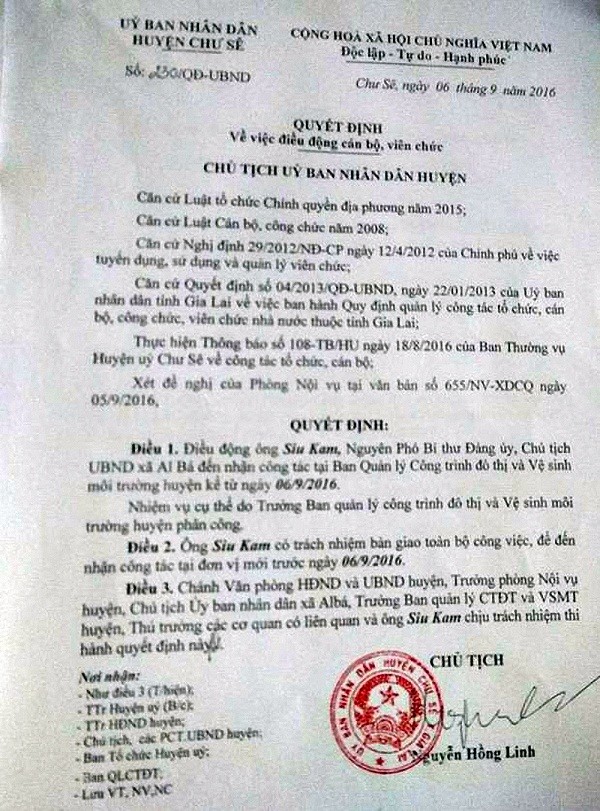 UỶ BAN NHÂN DÂN
HUYỆN CHƯ SÊ
CỘNG HOÀ XÃ HỘI CHỦ NGHĨA VIỆT NAM
Độc lập - Tự do - Hạnh phúc
Số: 230/QĐ-UBND
Chư Sê, ngày 06 tháng 9 năm 2016
QUYẾT ĐỊNH
Về việc điều động cán bộ, viên chức
CHỦ TỊCH UỶ BAN NHÂN DÂN HUYỆN
Căn cứ Luật tổ chức Chính quyền địa phương năm 2015;
Căn cứ Luật Cán bộ, công chức năm 2008;
Căn cứ Nghị định 29/2012/NĐ-CP ngày 12/4/2012 của Chính phủ về việc
tuyển dụng, sử dụng và quản lý viên chức;
Căn cứ Quyết định số 04/2013/QĐ-UBND, ngày 22/01/2013 của Uỷ ban
nhân dân tỉnh Gia Lai về việc ban hành Quy định quản lý công tác tổ chức, cán
bộ, công chức, viên chức nhà nước thuộc tỉnh Gia Lai;
Thực hiện Thông báo số 108-TB/HU ngày 18/8/2016 của Ban Thường vụ
Huyện uỷ Chư Sê về công tác tổ chức, cán bộ;
Xét đề nghị của Phòng Nội vụ tại văn bản số 655/NV-XDCQ ngày
05/9/2016,
QUYẾT ĐỊNH:
Điều 1. Điều động ông Siu Kam, Nguyên Phó Bí thư Đảng ủy, Chủ tịch
UBND xã Al Bá đến nhận công tác tại Ban Quản lý Công trình đô thị và Vệ sinh
môi trường huyện kể từ ngày 06/9/2016.
Nhiệm vụ cụ thể do Trưởng Ban quản lý công trình đô thị và Vệ sinh môi
trường huyện phân công.
Điều 2. Ông Siu Kam có trách nhiệm bàn giao toàn bộ công việc, để đến
nhận công tác tại đơn vị mới trước ngày 06/9/2016.
Điều 3. Chánh Văn phòng HĐND và UBND huyện, Trưởng phòng Nội vụ
huyện, Chủ tịch Ủy ban nhân dân xã Albá, Trưởng Ban quản lý CTĐT và VSMT
huyện, Thủ trưởng các cơ quan có liên quan và ông Siu Kam chịu trách nhiệm thi
hành quyết định này.
Nơi nhận:
- Như điều 3 (T/hiện);
- TTr Huyện uỷ (B/c);
- TTr HĐND huyện;
- Chủ tịch, các PCT.UBND huyện;
- Ban Tổ chức Huyện uỷ;
- Ban QLCTĐT;
- Lưu VT, NV,NC
CHỦ TỊCH
ỦY BAN NHÂN DÂN HUYỆN CHƯ SÊ
GIA LAI
Nguyễn Hồng Linh